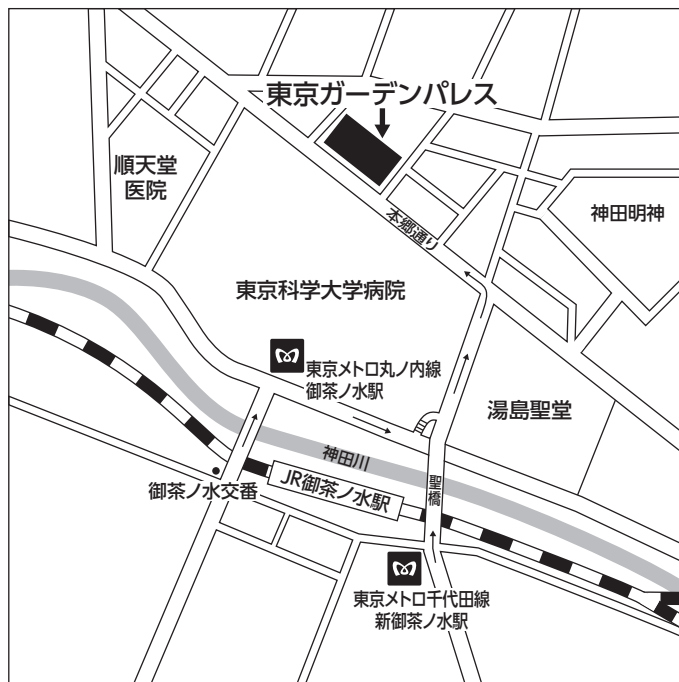 東京ガーデンパレス
順天堂
医院
神田明神
本郷通り
東京科学大学病院
東京メトロ丸ノ内線
御茶ノ水駅
湯島聖堂
神田川
聖橋
御茶ノ水交番
JR御茶ノ水駅
東京メトロ千代田線
新御茶ノ水駅